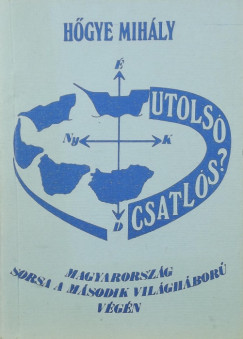 HŐGYE MIHÁLY
É
UTOLSÓ
Ny K
CSATLÓS?
D
MAGYARORSZÁG
SORSA A MÁSODIK VILÁGHÁBORÚ
VÉGÉN